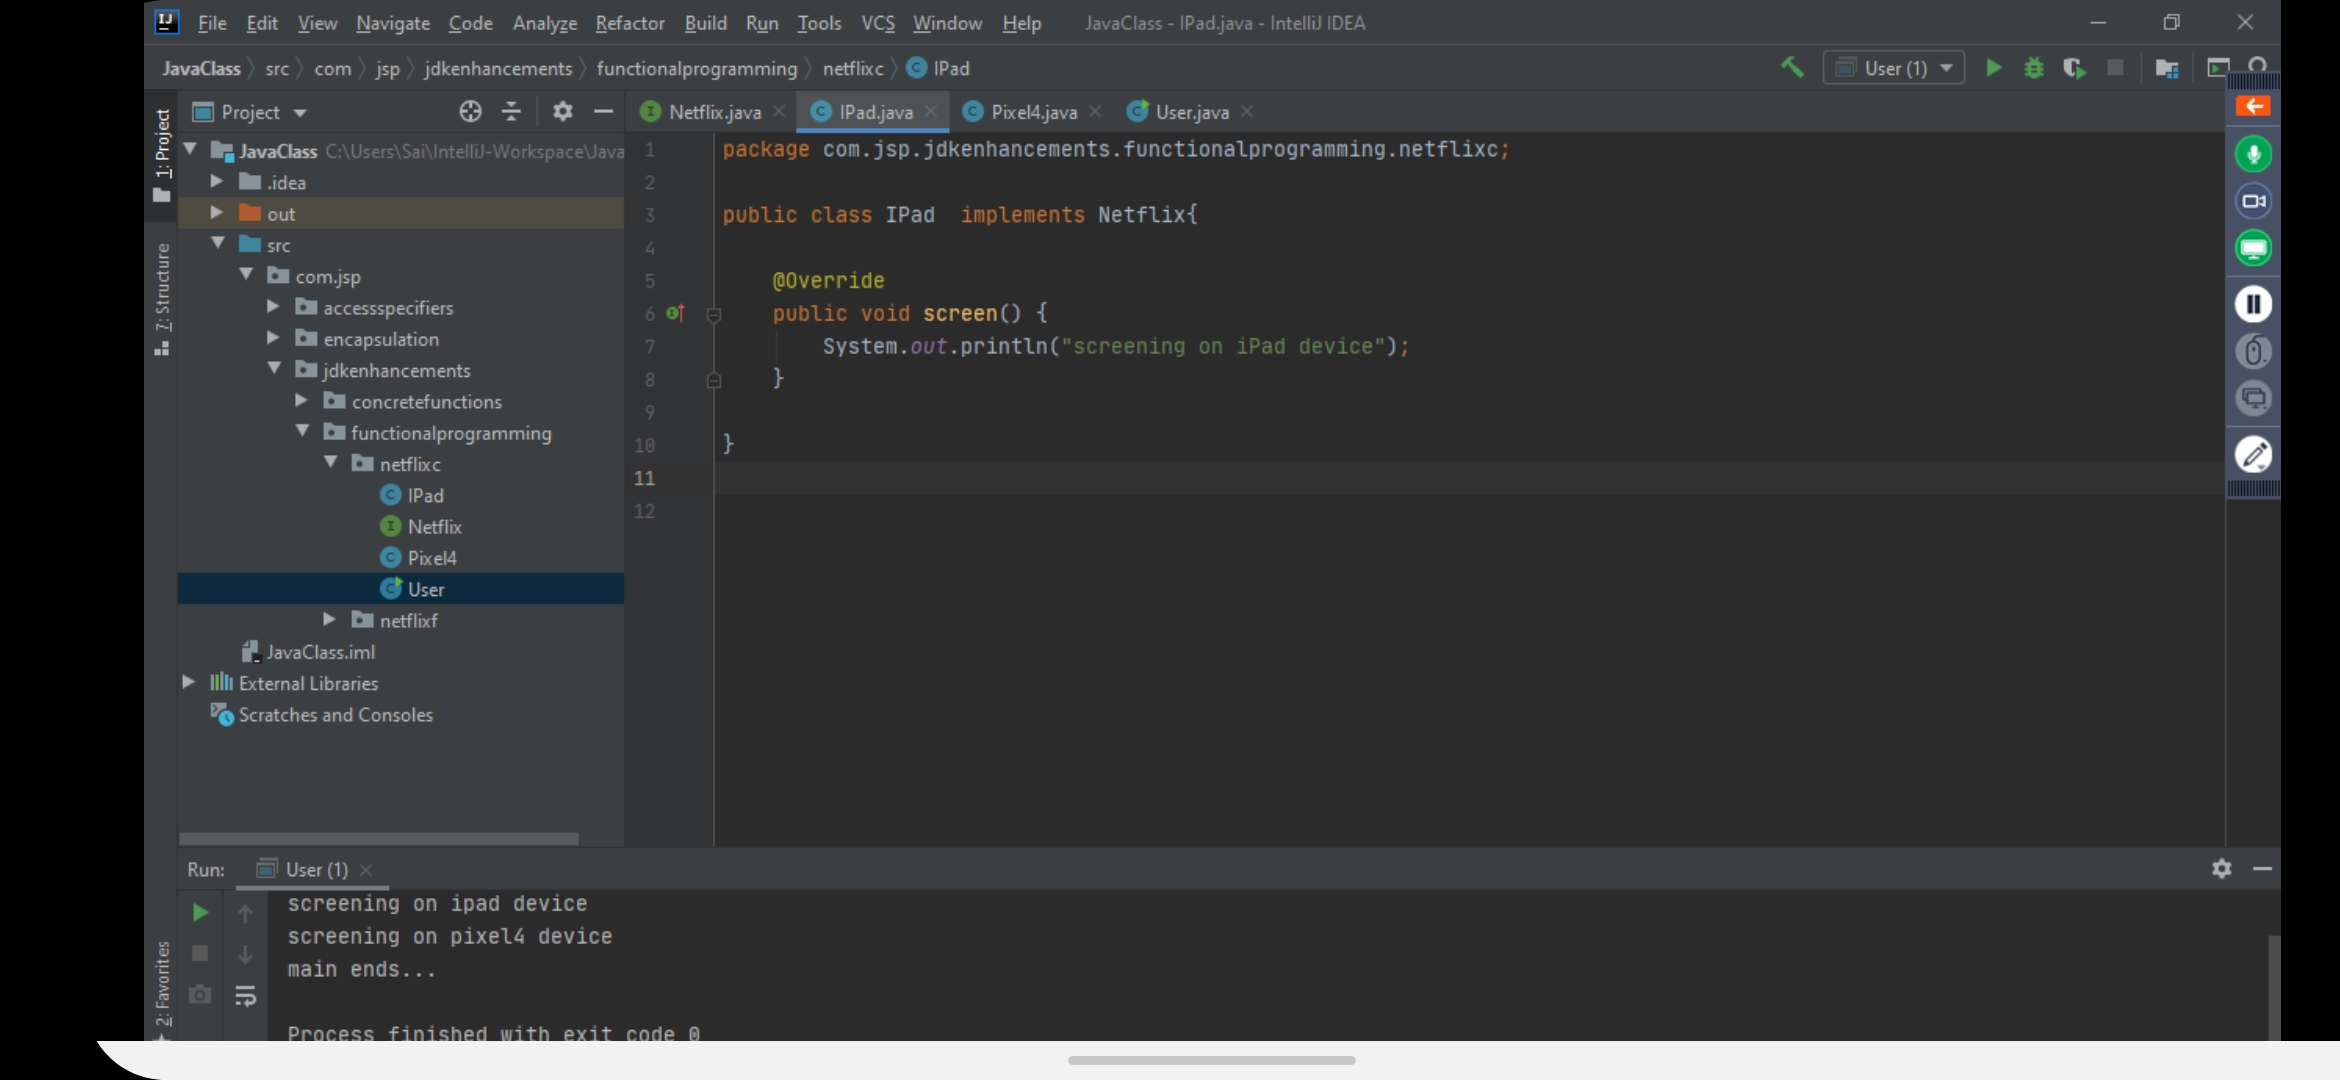 File Edit View Navigate Code Analyze Refactor Build Run Tools VCS Window Help JavaClass - IPad.java - IntelliJ IDEA
JavaClass src com jsp jdkenhancements functionalprogramming netflixc IPad User (1)
1: Project
7: Structure
2: Favorites
Project
JavaClass C:\Users\Sai\IntelliJ-Workspace\Java
.idea
out
src
com.jsp
accessspecifiers
encapsulation
jdkenhancements
concretefunctions
functionalprogramming
netflixc
IPad
Netflix
Pixel4
User
netflixf
JavaClass.iml
External Libraries
Scratches and Consoles
Netflix.java IPad.java Pixel4.java User.java
1 package com.jsp.jdkenhancements.functionalprogramming.netflixc;
2
3 public class IPad  implements Netflix{
4
5 @Override
6 public void screen() {
7 System.out.println("screening on iPad device");
8 }
9
10 }
11
12
Run: User (1)
screening on ipad device
screening on pixel4 device
main ends...
Process finished with exit code 0